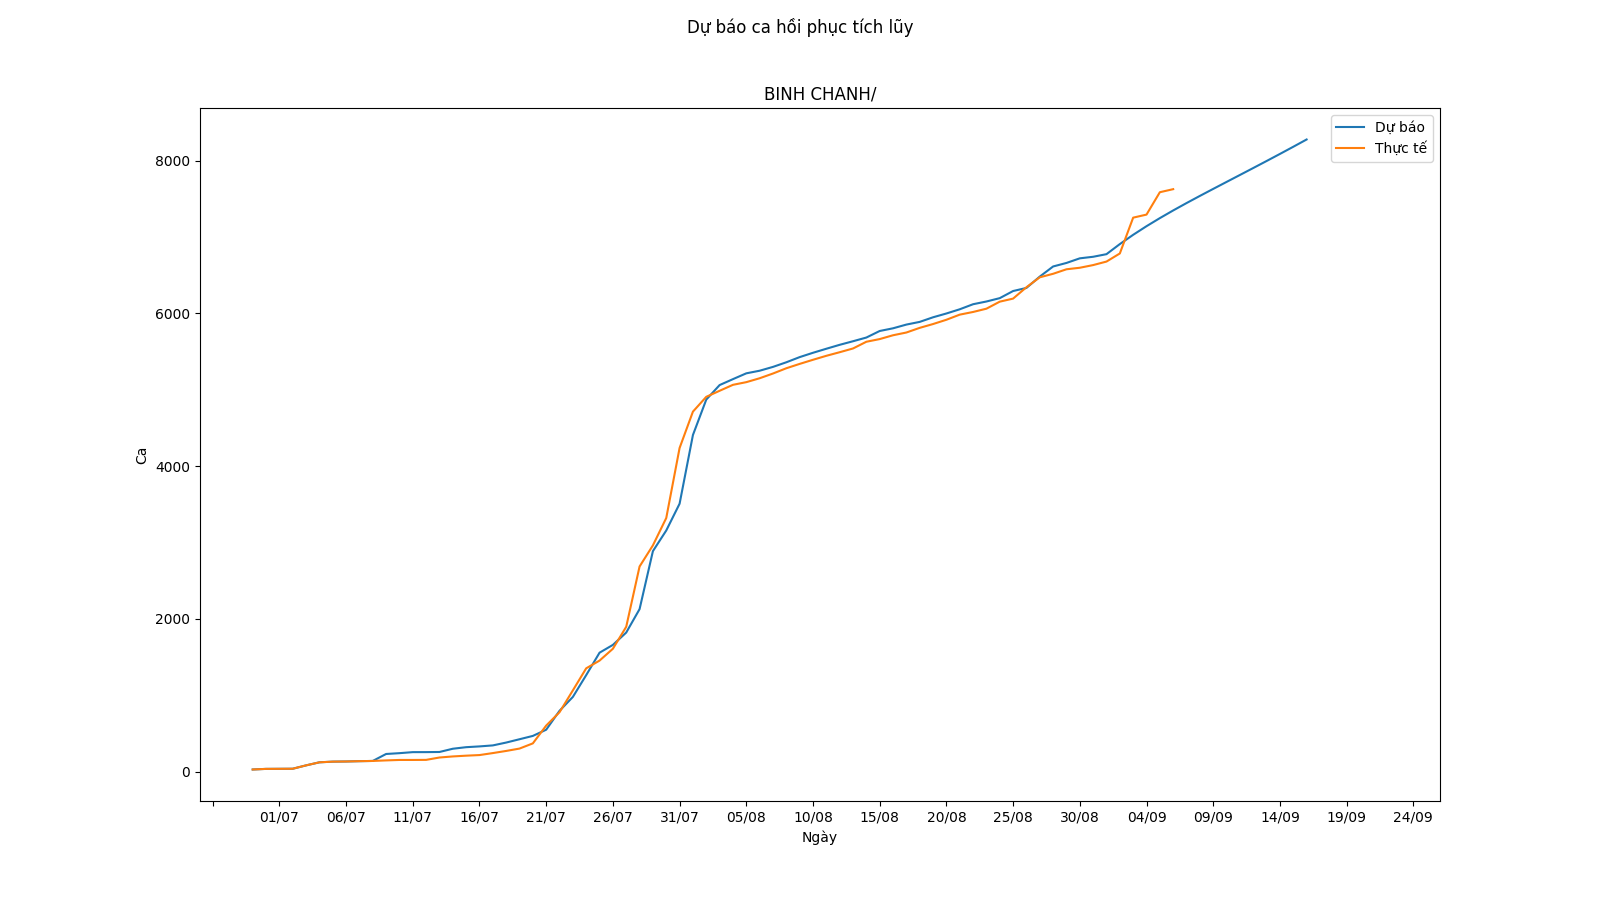 Dự báo ca hồi phục tích lũy
BINH CHANH/
Dự báo
Thực tế
8000
6000
4000
2000
0
Ca
01/07 06/07 11/07 16/07 21/07 26/07 31/07 05/08 10/08 15/08 20/08 25/08 30/08 04/09 09/09 14/09 19/09 24/09
Ngày